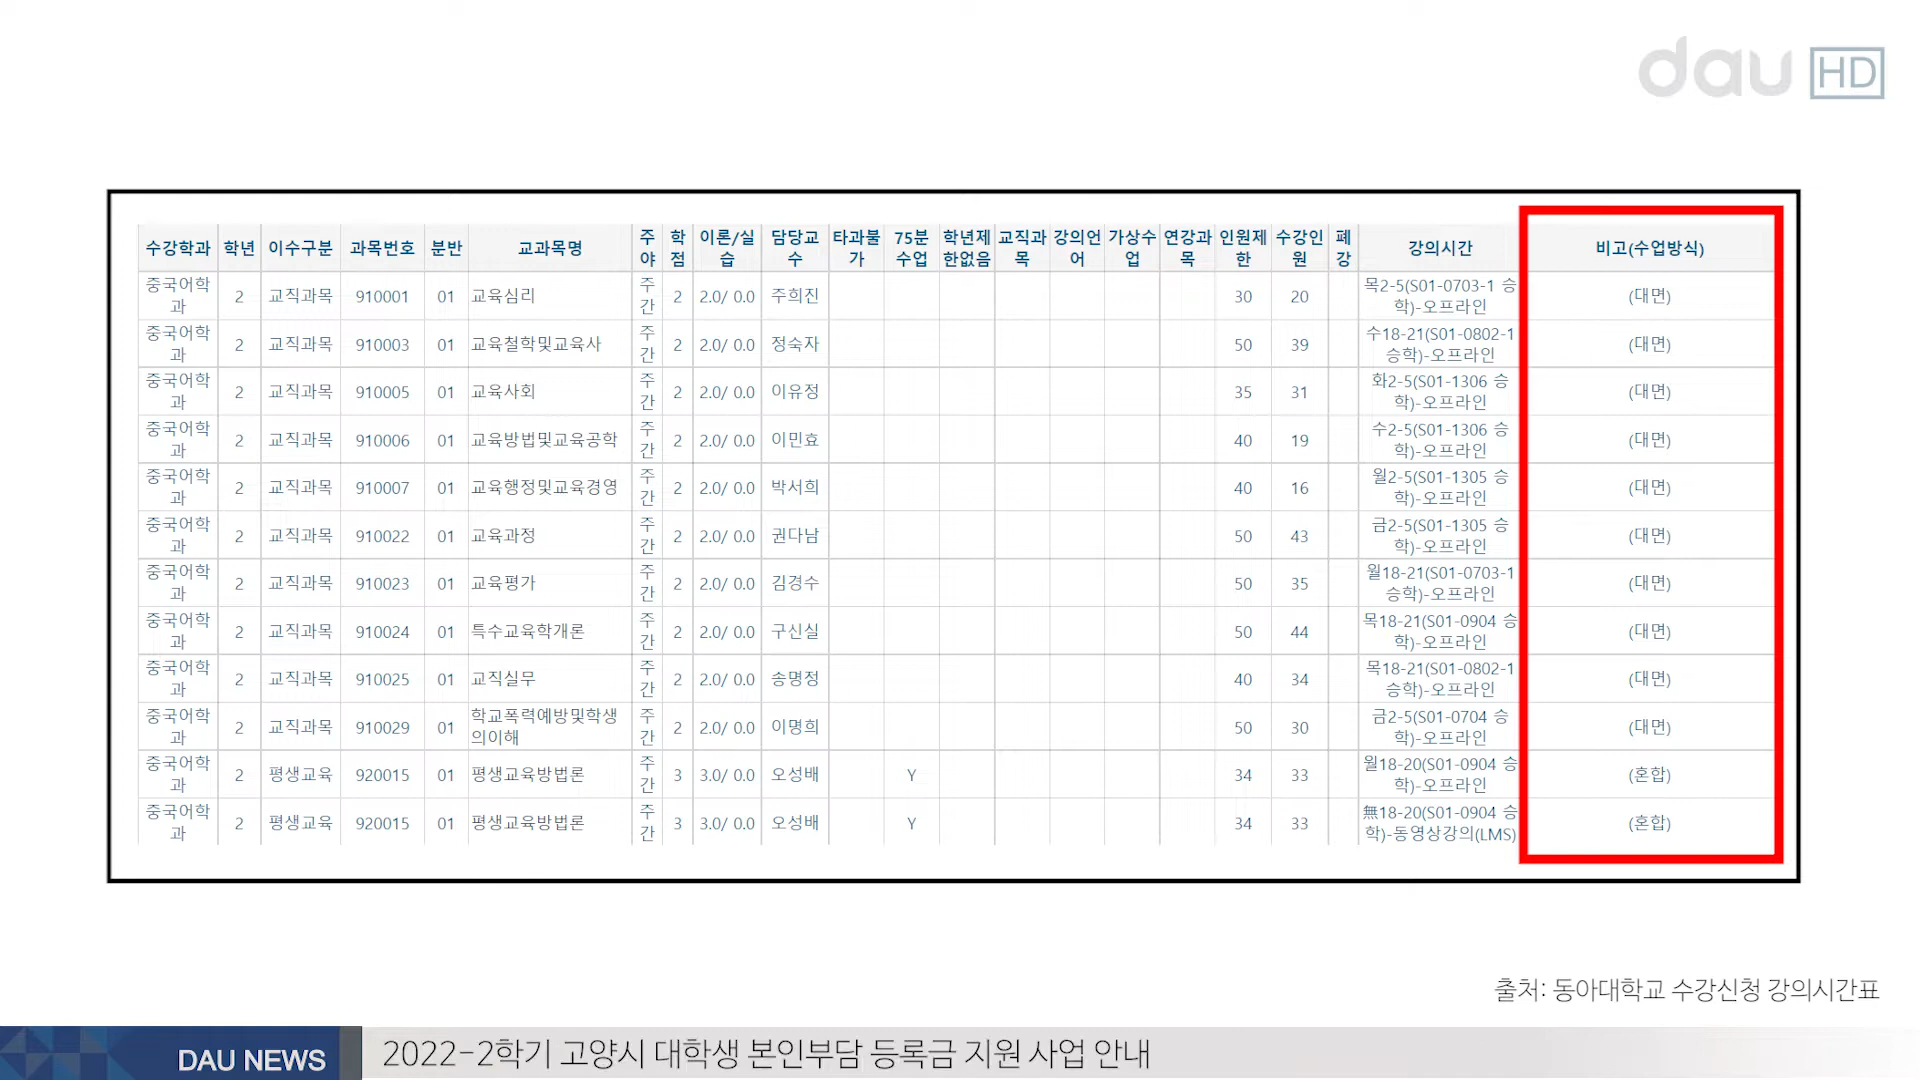 dau HD
수강학과 학년 이수구분 과목번호 분반 교과목명 주야 학점 이론/실습 담당교수 타과불가 75분수업 학년제한없음 교직과목 강의언어 가상수업 연강과목 인원제한 수강인원 폐강 강의시간 비고(수업방식)
중국어학과 2 교직과목 910001 01 교육심리 주간 2 2.0/ 0.0 주희진 30 20 목2-5(S01-0703-1 승학)-오프라인 (대면)
중국어학과 2 교직과목 910003 01 교육철학및교육사 주간 2 2.0/ 0.0 정숙자 50 39 수18-21(S01-0802-1 승학)-오프라인 (대면)
중국어학과 2 교직과목 910005 01 교육사회 주간 2 2.0/ 0.0 이유정 35 31 화2-5(S01-1306 승학)-오프라인 (대면)
중국어학과 2 교직과목 910006 01 교육방법및교육공학 주간 2 2.0/ 0.0 이민효 40 19 수2-5(S01-1306 승학)-오프라인 (대면)
중국어학과 2 교직과목 910007 01 교육행정및교육경영 주간 2 2.0/ 0.0 박서희 40 16 월2-5(S01-1305 승학)-오프라인 (대면)
중국어학과 2 교직과목 910022 01 교육과정 주간 2 2.0/ 0.0 권다남 50 43 금2-5(S01-1305 승학)-오프라인 (대면)
중국어학과 2 교직과목 910023 01 교육평가 주간 2 2.0/ 0.0 김경수 50 35 월18-21(S01-0703-1 승학)-오프라인 (대면)
중국어학과 2 교직과목 910024 01 특수교육학개론 주간 2 2.0/ 0.0 구신실 50 44 목18-21(S01-0904 승학)-오프라인 (대면)
중국어학과 2 교직과목 910025 01 교직실무 주간 2 2.0/ 0.0 송명정 40 34 목18-21(S01-0802-1 승학)-오프라인 (대면)
중국어학과 2 교직과목 910029 01 학교폭력예방및학생의이해 주간 2 2.0/ 0.0 이명희 50 30 금2-5(S01-0704 승학)-오프라인 (대면)
중국어학과 2 평생교육 920015 01 평생교육방법론 주간 3 3.0/ 0.0 오성배 Y 34 33 월18-20(S01-0904 승학)-오프라인 (혼합)
중국어학과 2 평생교육 920015 01 평생교육방법론 주간 3 3.0/ 0.0 오성배 Y 34 33 無18-20(S01-0904 승학)-동영상강의(LMS) (혼합)
출처: 동아대학교 수강신청 강의시간표
DAU NEWS 2022-2학기 고양시 대학생 본인부담 등록금 지원 사업 안내